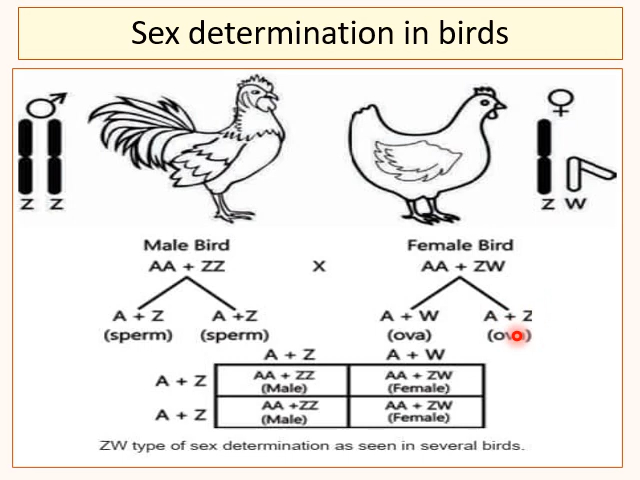 Sex determination in birds
♂ ♀
Z Z Z W
Male Bird Female Bird
AA + ZZ X AA + ZW
A + Z A +Z A + W A + Z
(sperm) (sperm) (ova)
A + Z A + W
A + Z AA + ZZ AA + ZW
(Male) (Female)
A + Z AA +ZZ AA + ZW
(Male) (Female)
ZW type of sex determination as seen in several birds.